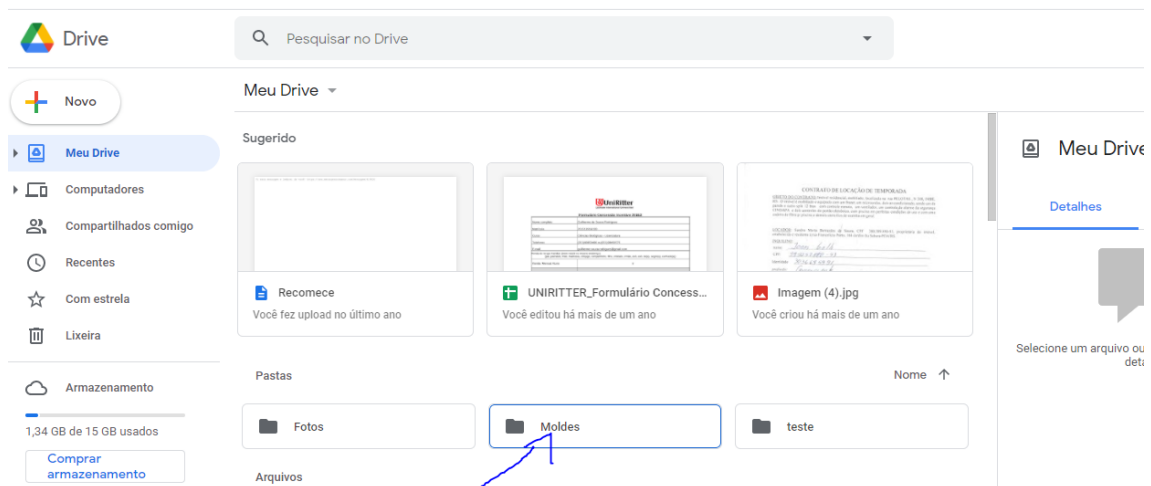 Drive
Pesquisar no Drive
Novo
Meu Drive
Meu Drive
Computadores
Compartilhados comigo
Recentes
Com estrela
Lixeira
Armazenamento
1,34 GB de 15 GB usados
Comprar
armazenamento
Sugerido
UniRitter
CONTRATO DE LOCAÇÃO DE TEMPORADA
Recomece
Você fez upload no último ano
UNIRITTER_Formulário Concess...
Você editou há mais de um ano
Imagem (4).jpg
Você criou há mais de um ano
Pastas
Nome
Fotos
Moldes
teste
Arquivos
Meu Drive
Detalhes
Selecione um arquivo ou
deta